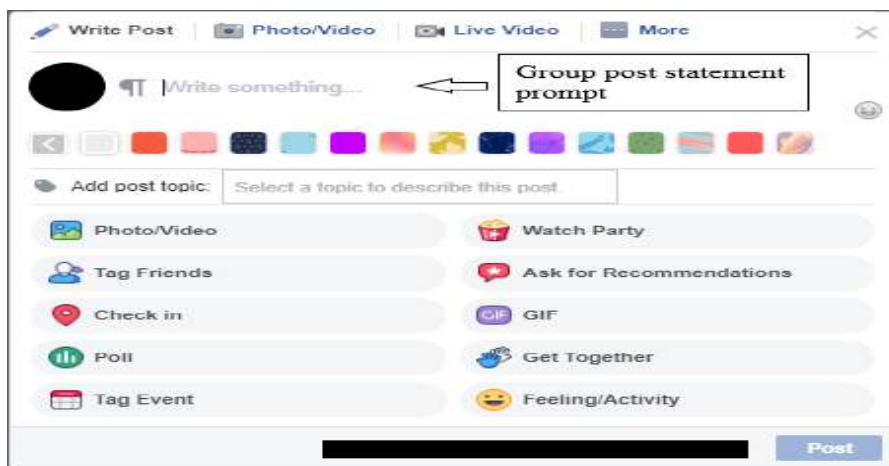 Write Post Photo/Video Live Video More
Write something...
Group post statement
prompt
Add post topic: Select a topic to describe this post.
Photo/Video Watch Party
Tag Friends Ask for Recommendations
Check in GIF GIF
Poll Get Together
Tag Event Feeling/Activity
Post